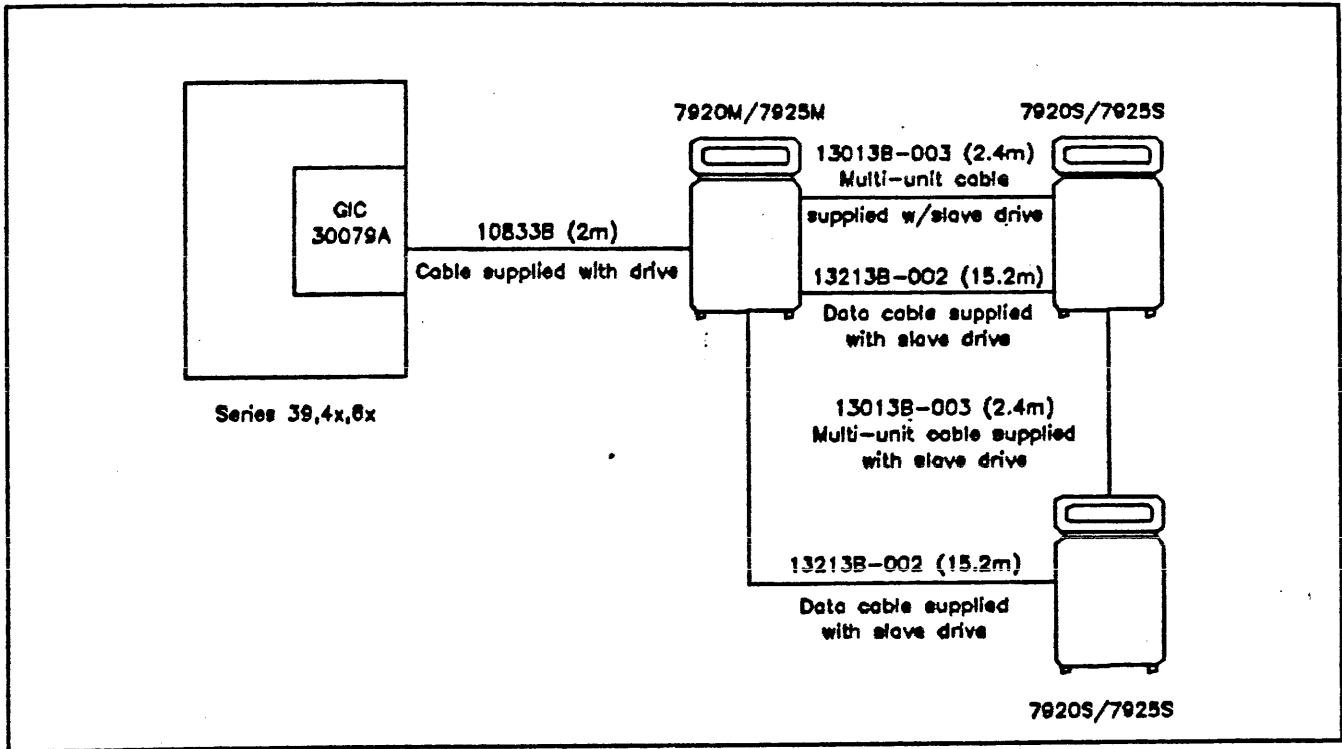 7920M/7925M
7920S/7925S
13013B-003 (2.4m)
Multi-unit cable
supplied w/slave drive
GIC
30079A
10833B (2m)
Cable supplied with drive
13213B-002 (15.2m)
Data cable supplied
with slave drive
Series 39,4x,6x
13013B-003 (2.4m)
Multi-unit cable supplied
with slave drive
13213B-002 (15.2m)
Data cable supplied
with slave drive
7920S/7925S